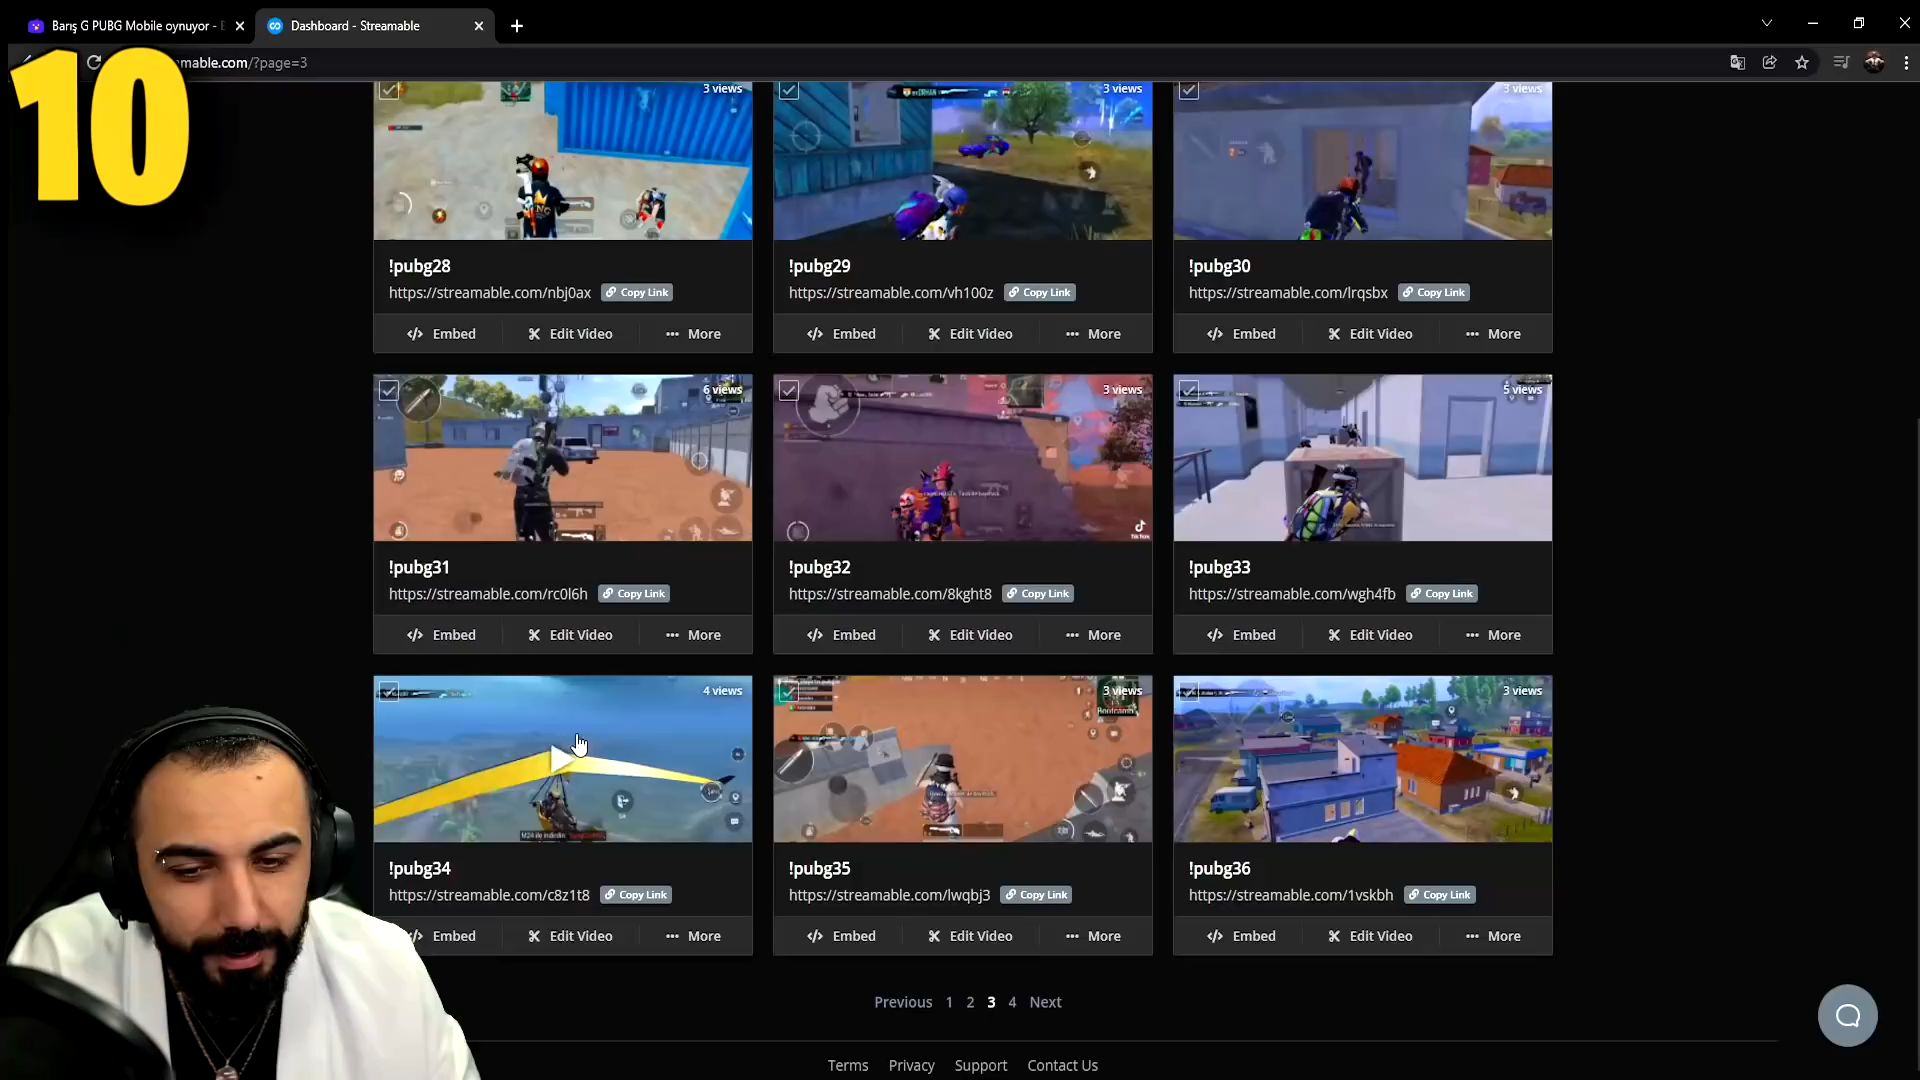 Barış G PUBG Mobile oynuyor -
Dashboard - Streamable
10
amable.com/?page=3
3 views
3 views
3 views
!pubg28
https://streamable.com/nbj0ax Copy Link
Embed Edit Video More
!pubg29
https://streamable.com/vh100z Copy Link
Embed Edit Video More
!pubg30
https://streamable.com/lrqsbx Copy Link
Embed Edit Video More
6 views
3 views
5 views
!pubg31
https://streamable.com/rc0l6h Copy Link
Embed Edit Video More
!pubg32
https://streamable.com/8kght8 Copy Link
Embed Edit Video More
!pubg33
https://streamable.com/wgh4fb Copy Link
Embed Edit Video More
4 views
3 views
3 views
!pubg34
https://streamable.com/c8z1t8 Copy Link
Embed Edit Video More
!pubg35
https://streamable.com/lwqbj3 Copy Link
Embed Edit Video More
!pubg36
https://streamable.com/1vskbh Copy Link
Embed Edit Video More
Previous 1 2 3 4 Next
Terms Privacy Support Contact Us